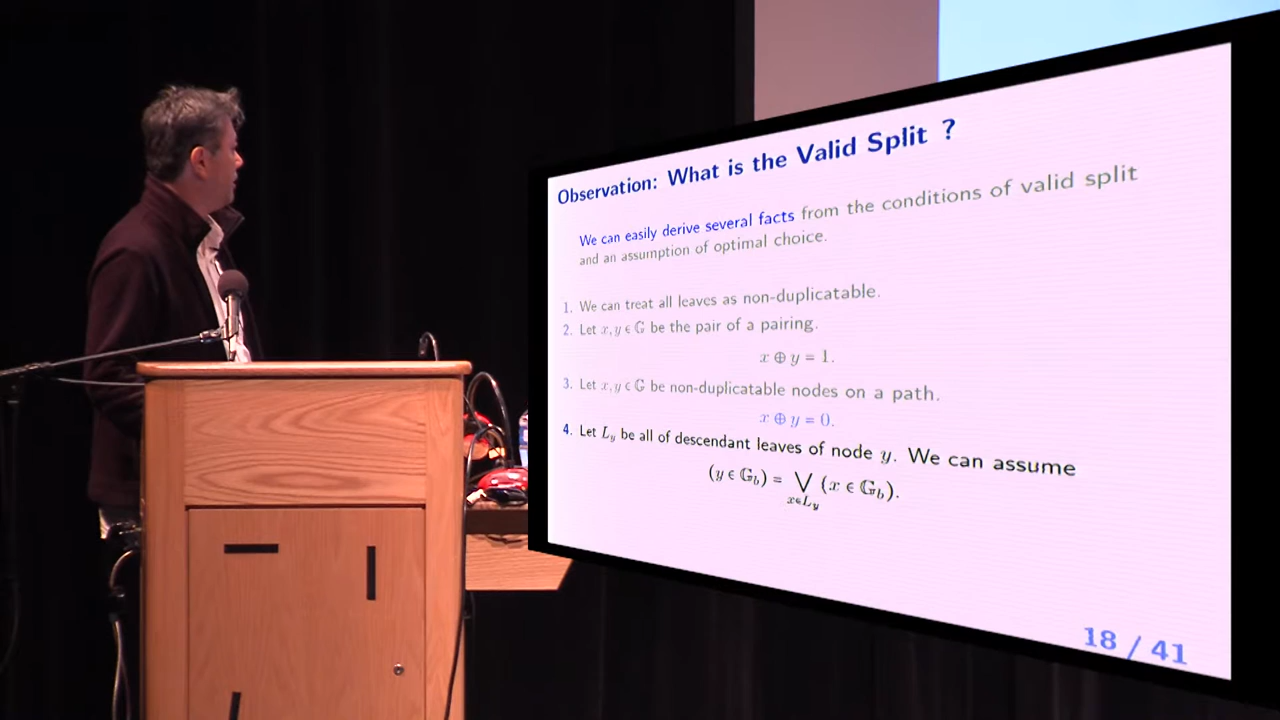 Observation: What is the Valid Split ?
We can easily derive several facts from the conditions of valid split
and an assumption of optimal choice.
1. We can treat all leaves as non-duplicatable.
2. Let x, y ∈ 𝔾 be the pair of a pairing.
x ⊕ y = 1.
3. Let x, y ∈ 𝔾 be non-duplicatable nodes on a path.
x ⊕ y = 0.
4. Let L_y be all of descendant leaves of node y. We can assume
(y ∈ 𝔾_b) = ⋁_{x∈L_y} (x ∈ 𝔾_b).
18 / 41